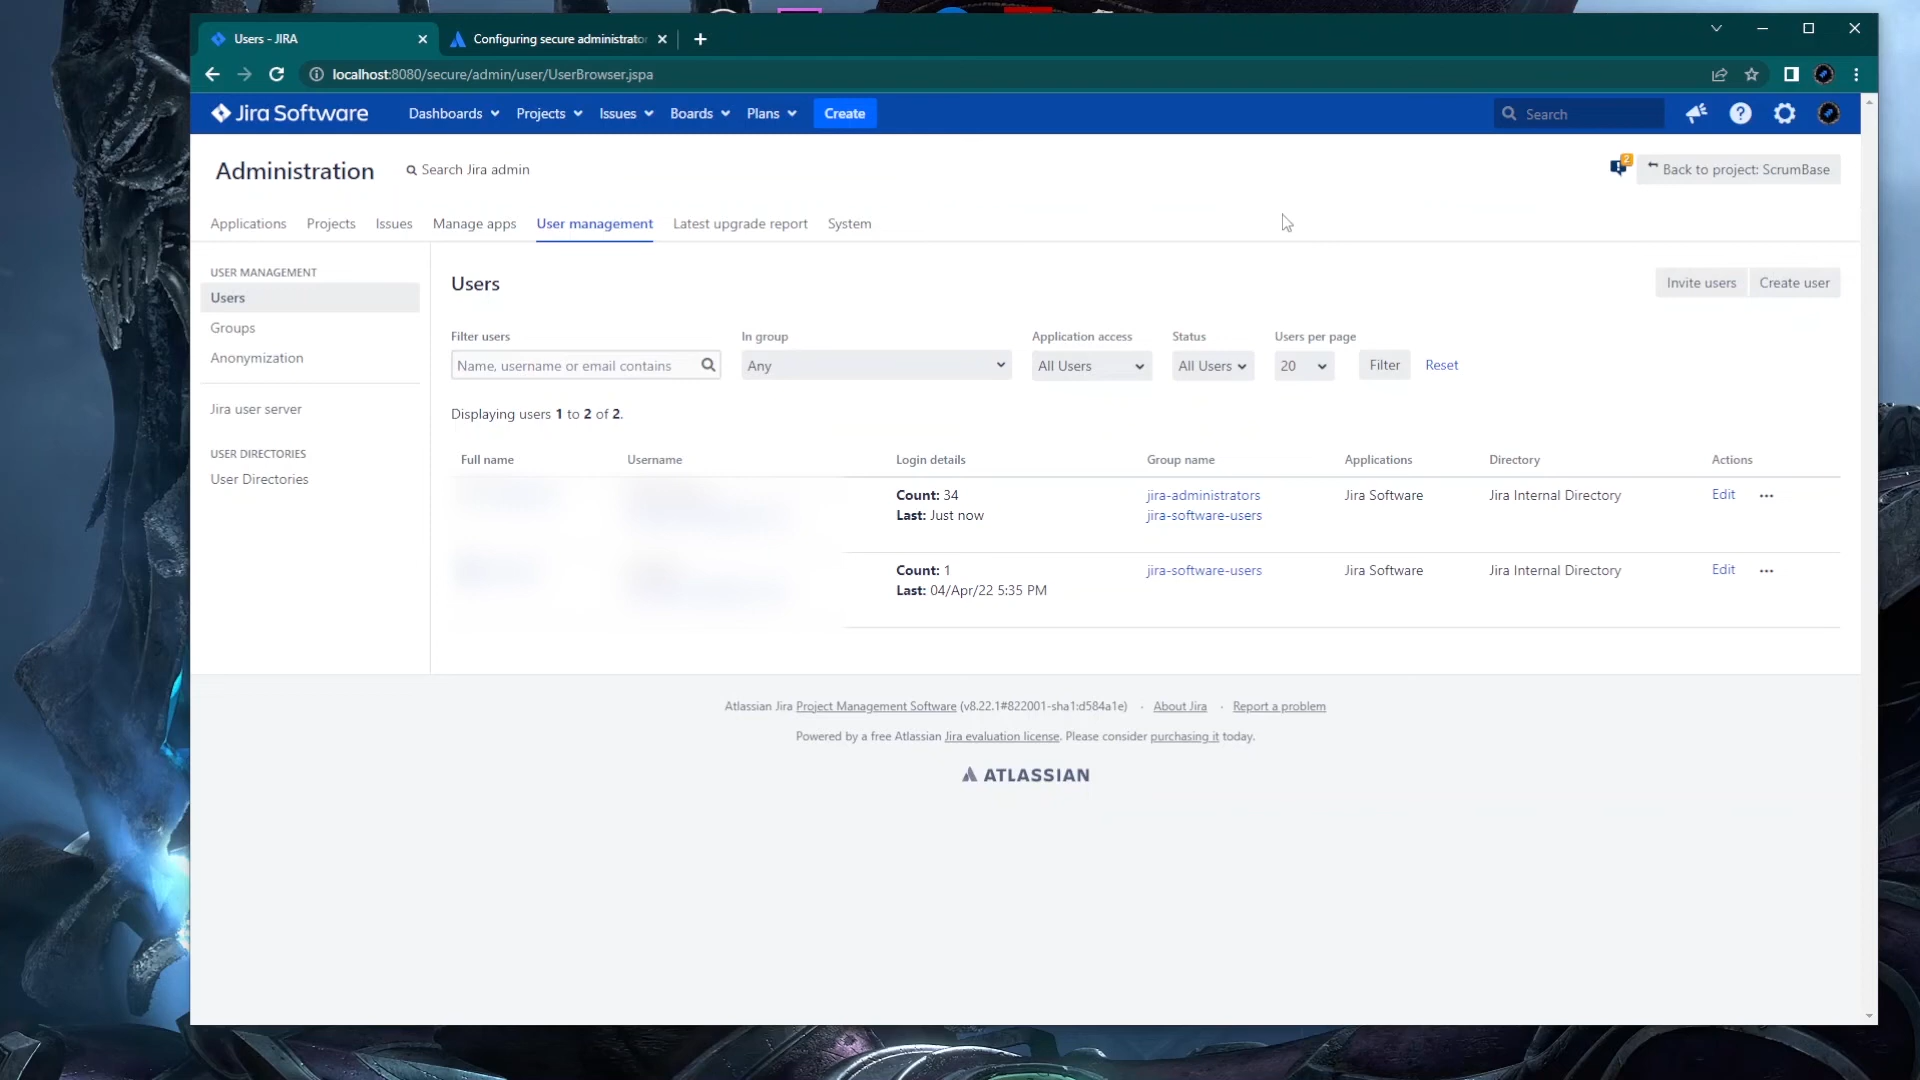 Users - JIRA
Configuring secure administrator
localhost:8080/secure/admin/user/UserBrowser.jspa
Jira Software
Dashboards
Projects
Issues
Boards
Plans
Create
Search
Administration
Search Jira admin
2
Back to project: ScrumBase
Applications
Projects
Issues
Manage apps
User management
Latest upgrade report
System
USER MANAGEMENT
Users
Groups
Anonymization
Jira user server
USER DIRECTORIES
User Directories
Users
Invite users
Create user
Filter users
In group
Application access
Status
Users per page
Name, username or email contains
Any
All Users
All Users
20
Filter
Reset
Displaying users 1 to 2 of 2.
Full name
Username
Login details
Group name
Applications
Directory
Actions
Count: 34
Last: Just now
jira-administrators
jira-software-users
Jira Software
Jira Internal Directory
Edit
Count: 1
Last: 04/Apr/22 5:35 PM
jira-software-users
Jira Software
Jira Internal Directory
Edit
Atlassian Jira Project Management Software (v8.22.1#822001-sha1:d584a1e) · About Jira · Report a problem
Powered by a free Atlassian Jira evaluation license. Please consider purchasing it today.
ATLASSIAN